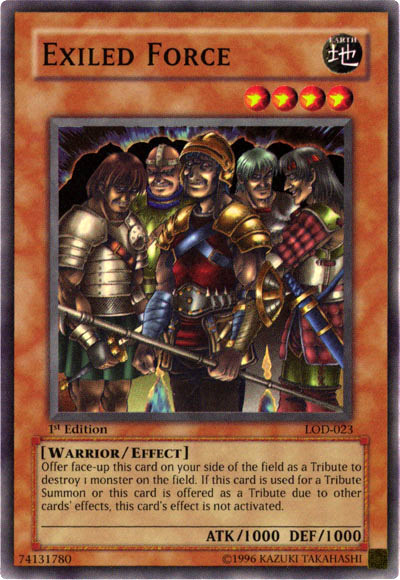 EXILED FORCE
EARTH
地
1st Edition
LOD-023
[WARRIOR/EFFECT]
Offer face-up this card on your side of the field as a Tribute to
destroy 1 monster on the field. If this card is used for a Tribute
Summon or this card is offered as a Tribute due to other
cards' effects, this card's effect is not activated.
ATK/1000 DEF/1000
74131780
©1996 KAZUKI TAKAHASHI